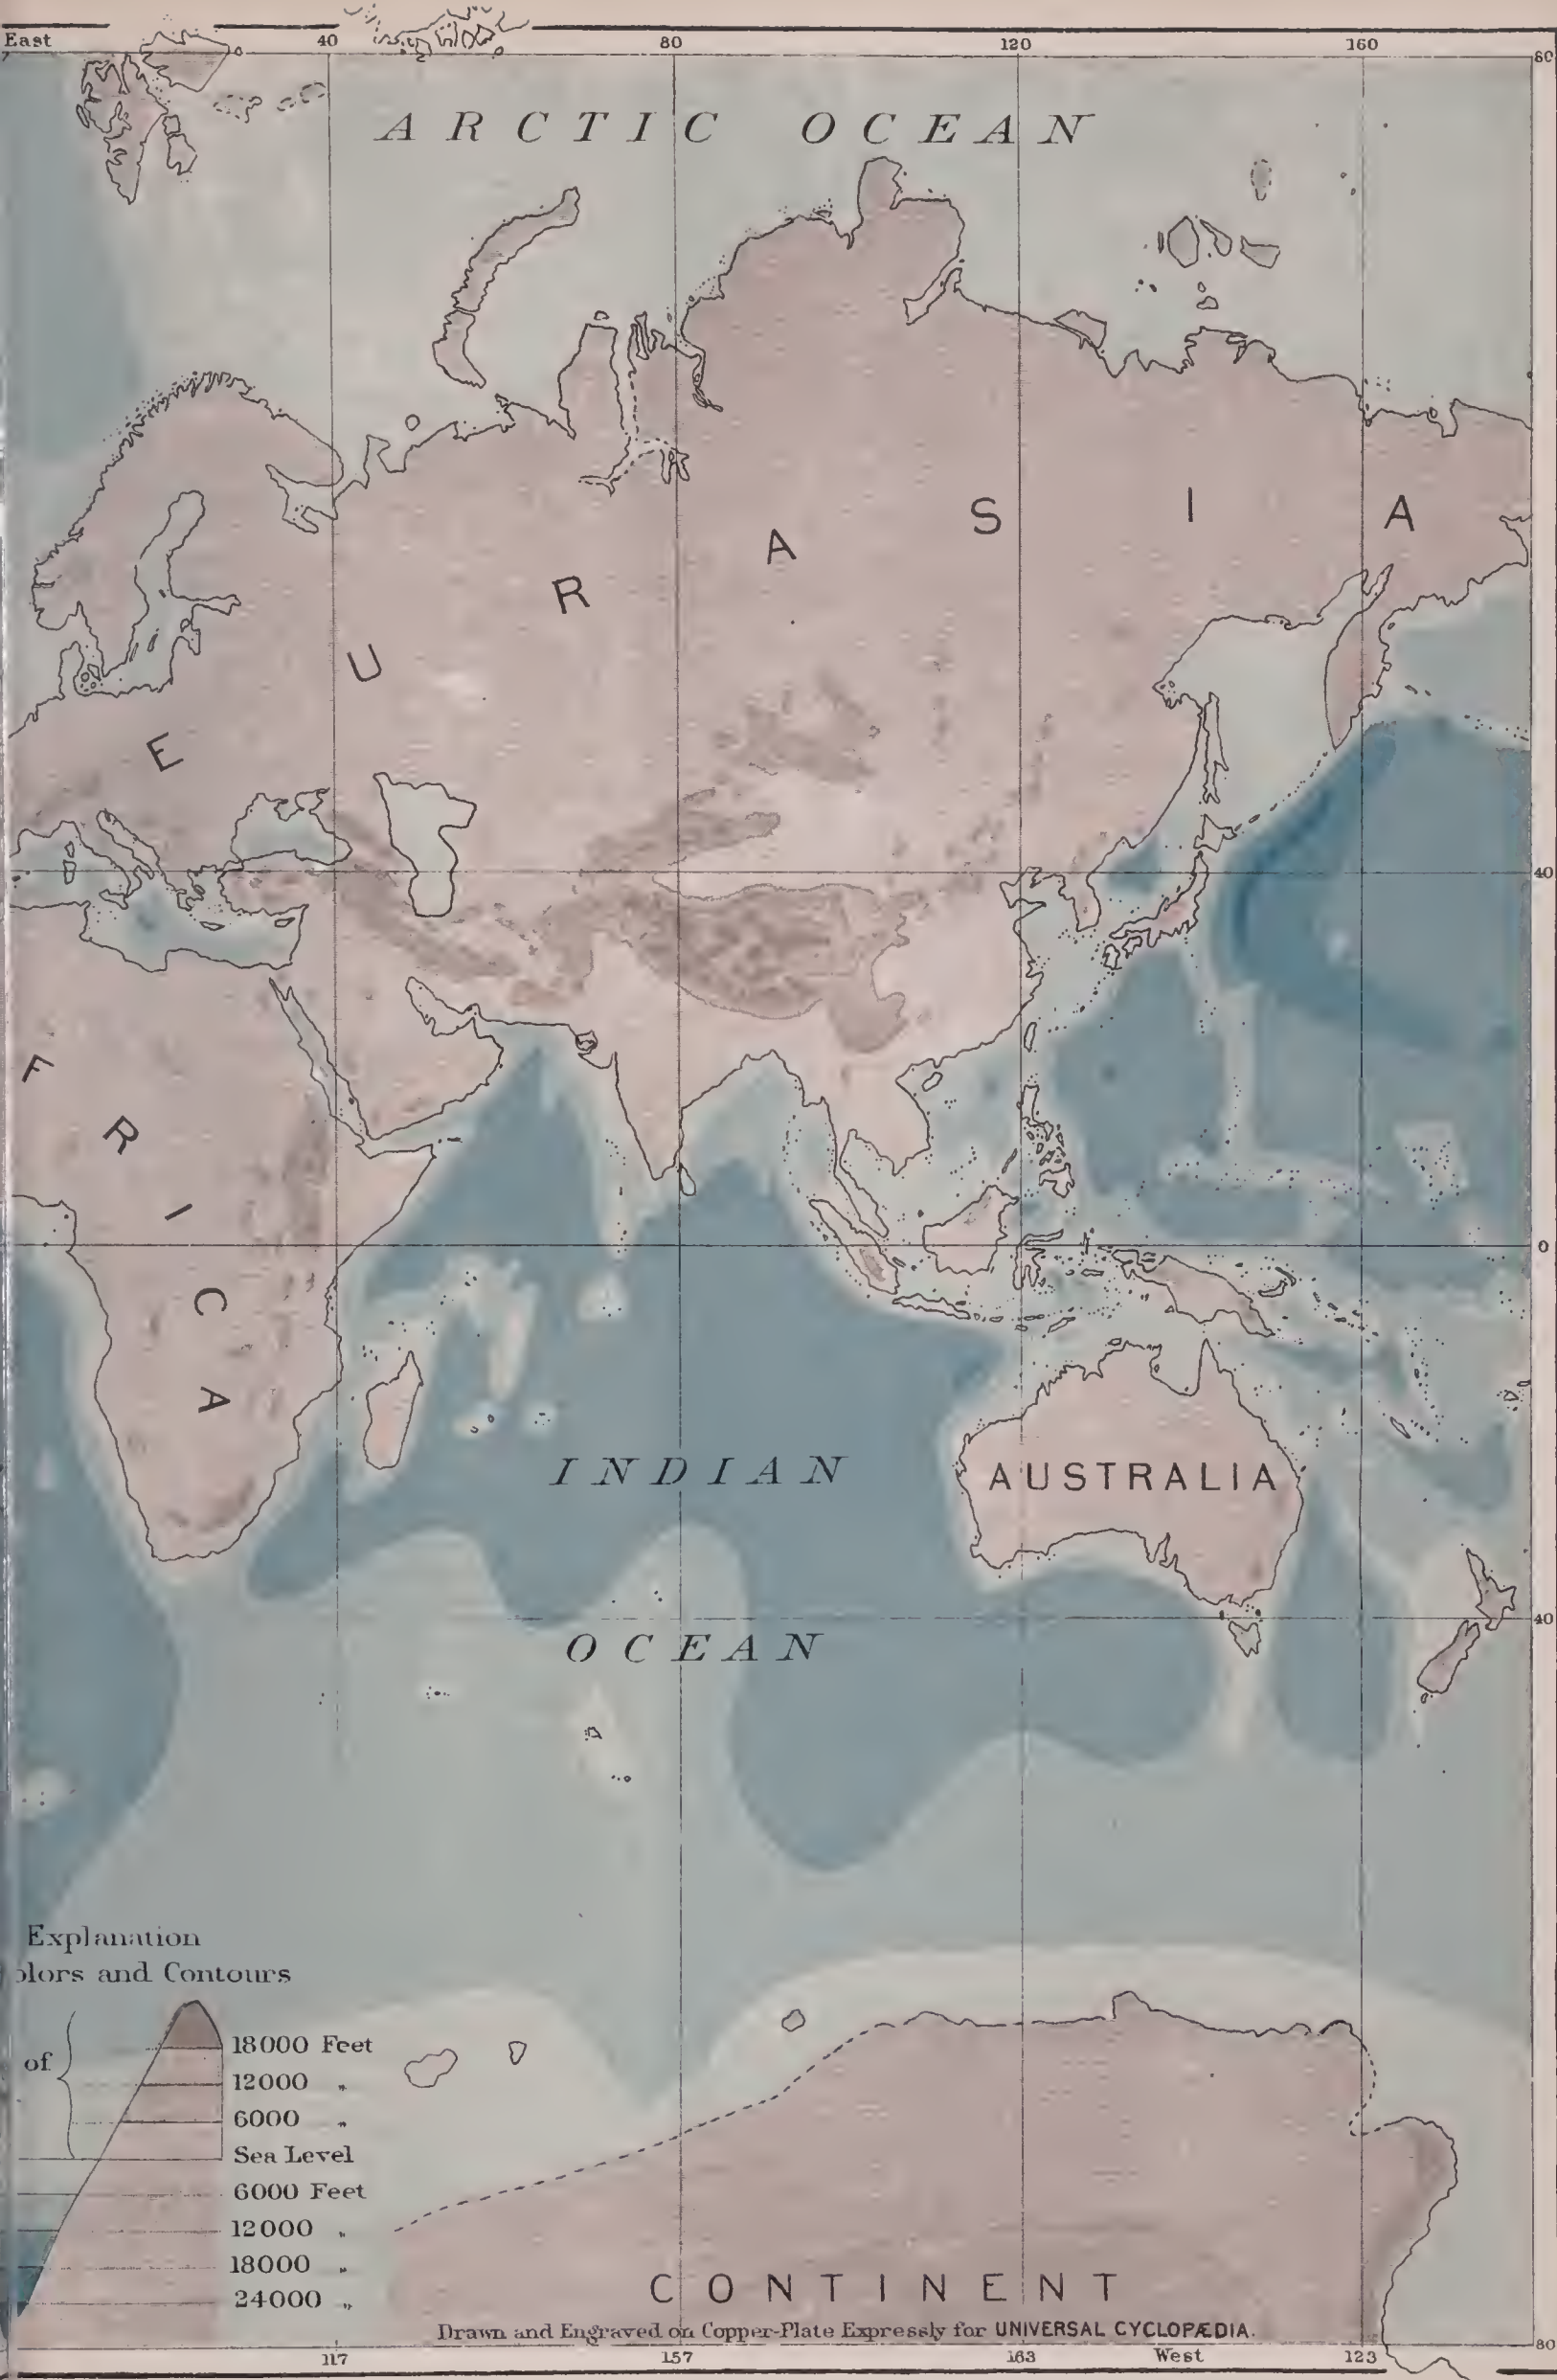 East 40 80 120 160
80
ARCTIC OCEAN
EURASIA
40
FRICA
0
INDIAN
AUSTRALIA
40
OCEAN
Explanation
olors and Contours
of
18000 Feet
12000 "
6000 "
Sea Level
6000 Feet
12000 "
18000 "
24000 "
CONTINENT
Drawn and Engraved on Copper-Plate Expressly for UNIVERSAL CYCLOPÆDIA.
80
117 157 163 West 123